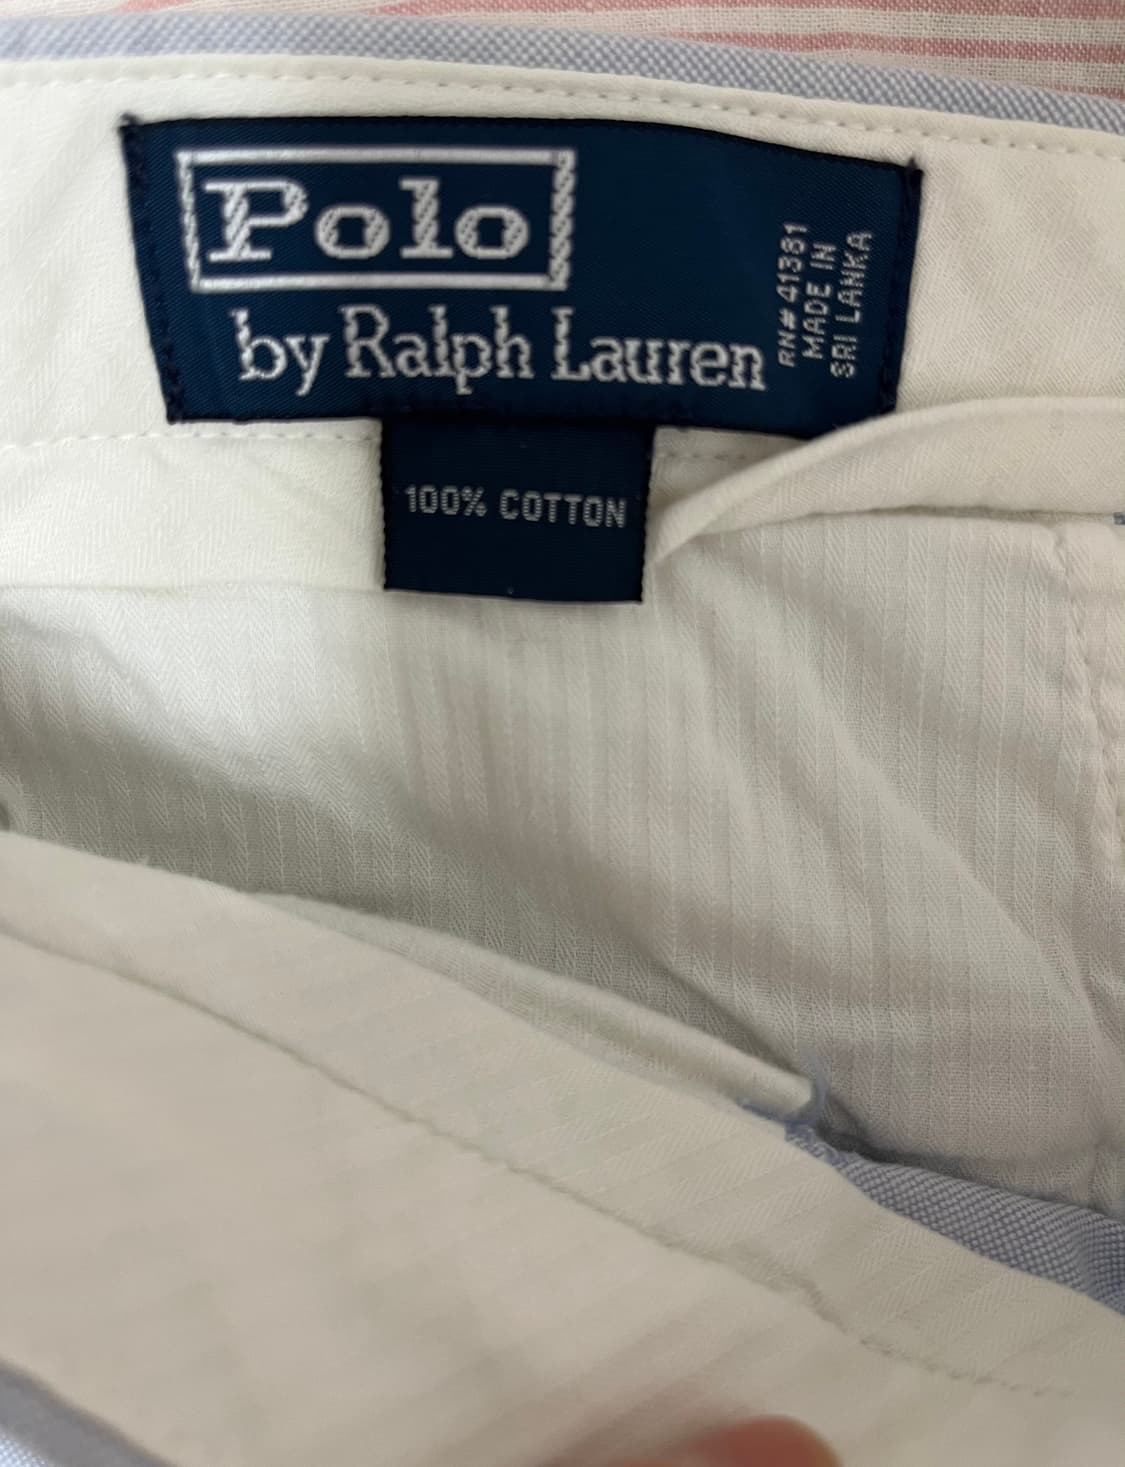 Polo
by Ralph Lauren
RN# 41381
MADE IN
SRI LANKA
100% COTTON